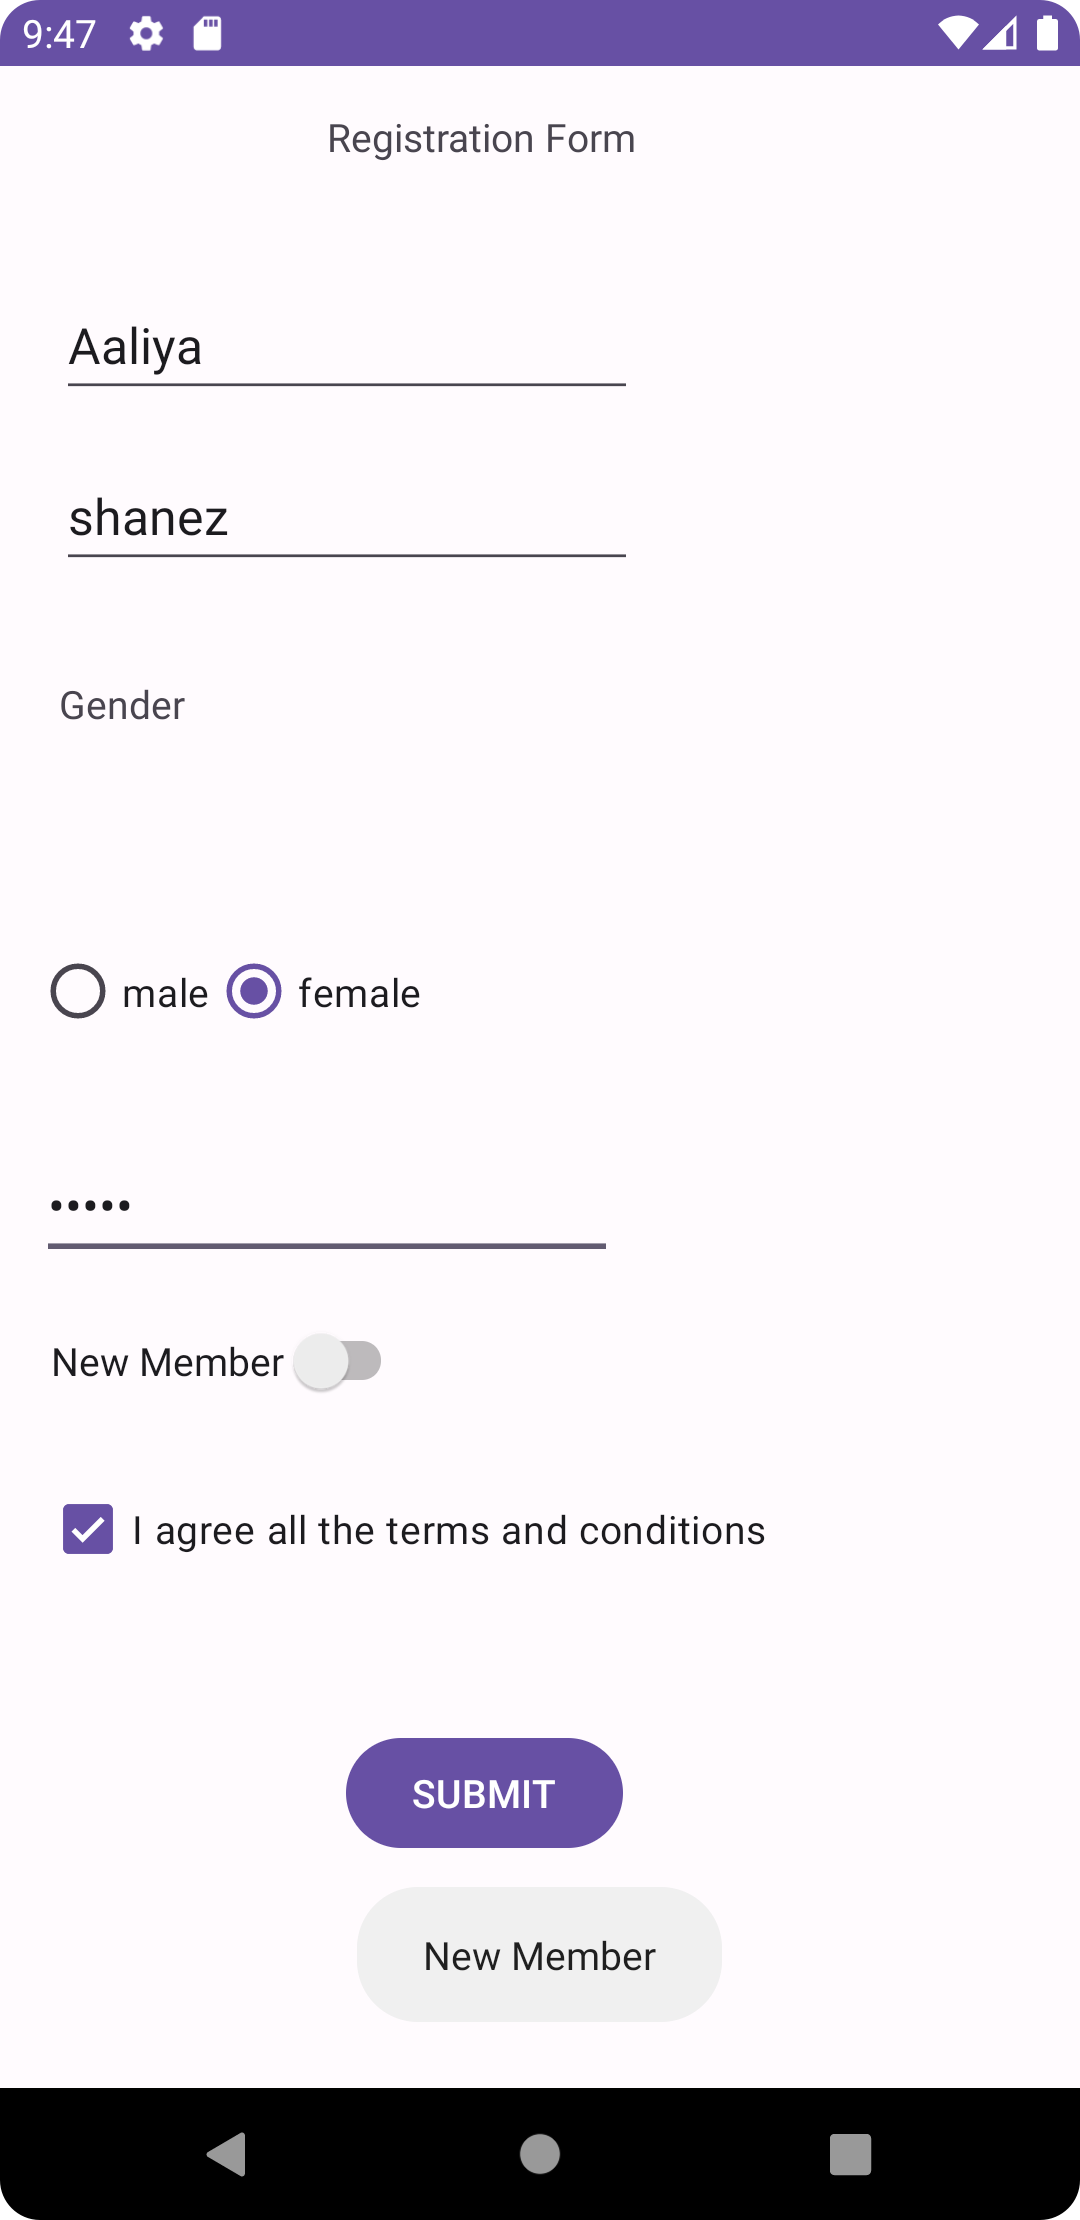 9:47
Registration Form
Aaliya
shanez
Gender
male female
•••••
New Member
I agree all the terms and conditions
SUBMIT
New Member